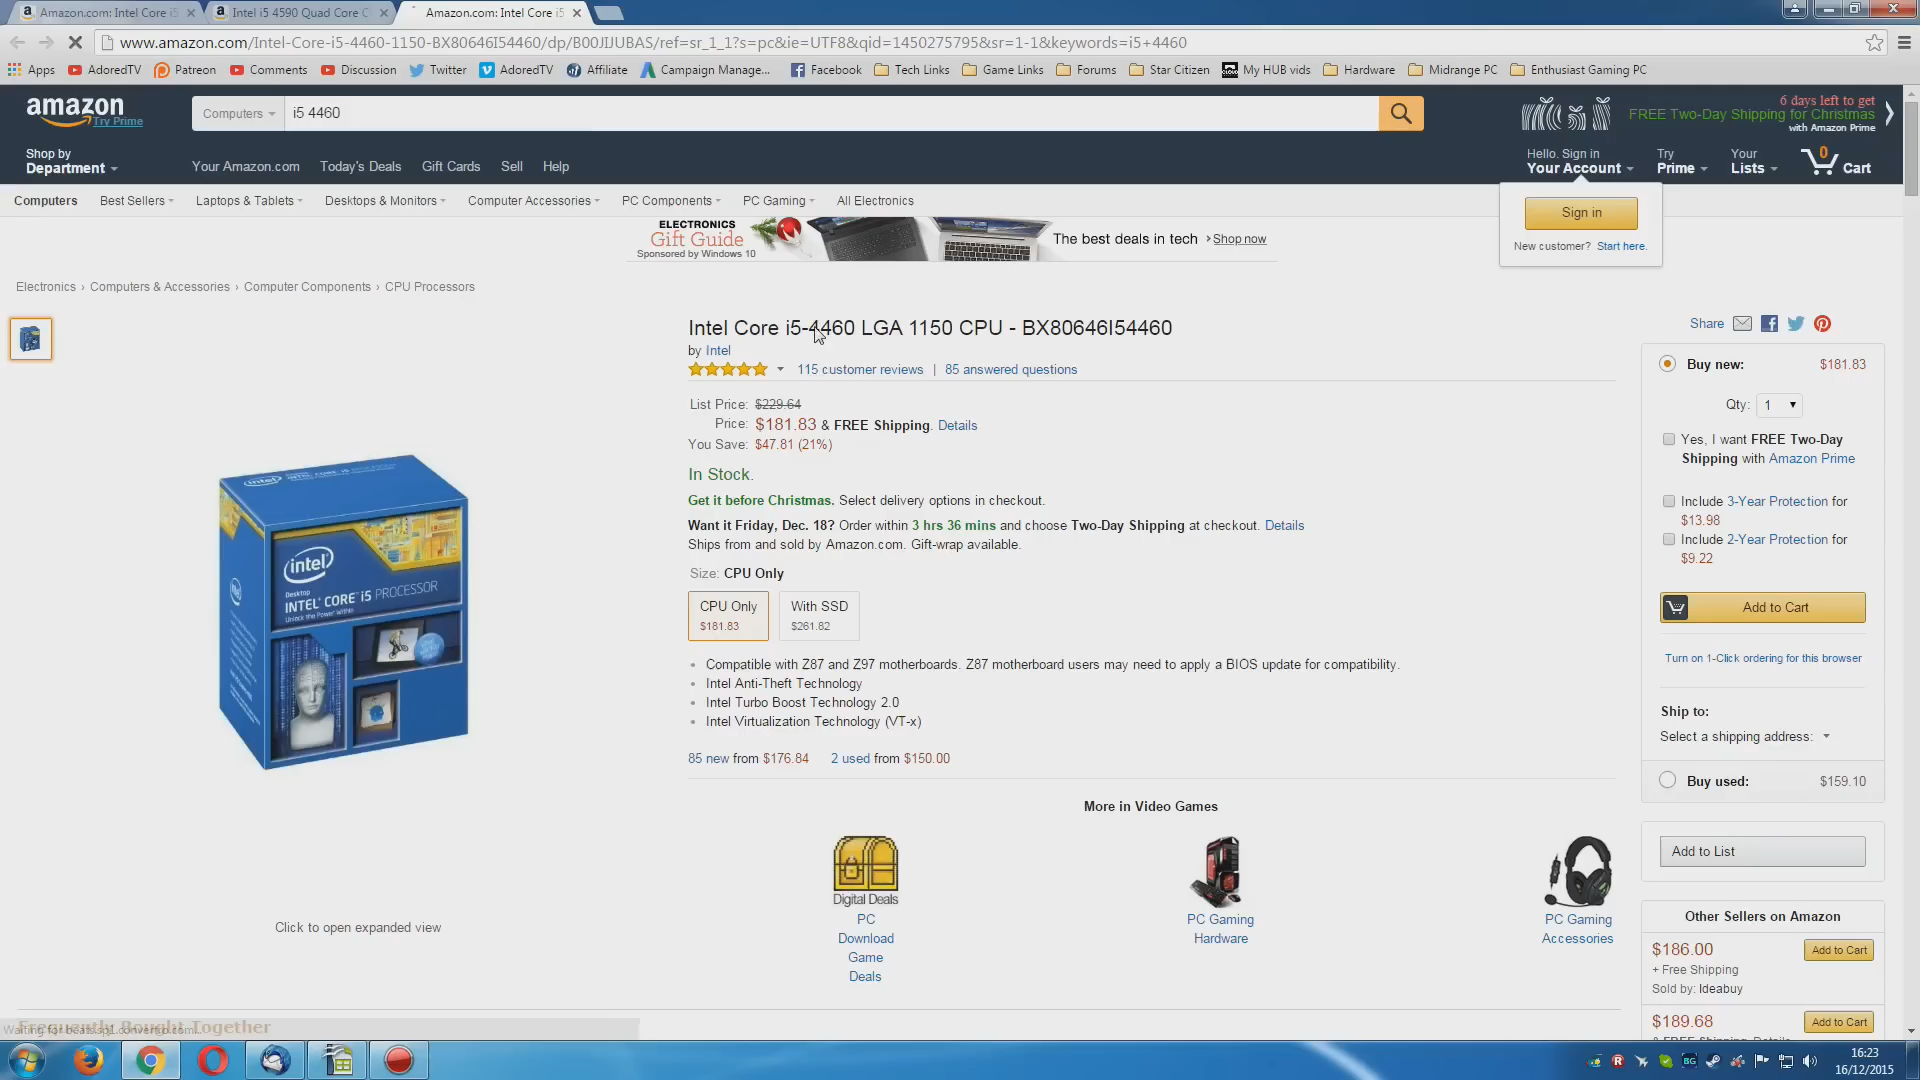 Amazon.com: Intel Core i5
Intel i5 4590 Quad Core C
Amazon.com: Intel Core i5
www.amazon.com/Intel-Core-i5-4460-1150-BX80646I54460/dp/B00JIJUBAS/ref=sr_1_1?s=pc&ie=UTF8&qid=1450275795&sr=1-1&keywords=i5+4460
Apps AdoredTV Patreon Comments Discussion Twitter AdoredTV Affiliate Campaign Manage... Facebook Tech Links Game Links Forums Star Citizen My HUB vids Hardware Midrange PC Enthusiast Gaming PC
amazon
Try Prime
Computers
i5 4460
6 days left to get
FREE Two-Day Shipping for Christmas
with Amazon Prime
Shop by
Department
Your Amazon.com Today's Deals Gift Cards Sell Help
Hello. Sign in
Your Account
Try
Prime
Your
Lists
0
Cart
Computers Best Sellers Laptops & Tablets Desktops & Monitors Computer Accessories PC Components PC Gaming All Electronics
Sign in
New customer? Start here.
ELECTRONICS
Gift Guide
Sponsored by Windows 10
The best deals in tech › Shop now
Electronics › Computers & Accessories › Computer Components › CPU Processors
Intel Core i5-4460 LGA 1150 CPU - BX80646I54460
by Intel
115 customer reviews | 85 answered questions
List Price: $229.64
Price: $181.83 & FREE Shipping. Details
You Save: $47.81 (21%)
In Stock.
Get it before Christmas. Select delivery options in checkout.
Want it Friday, Dec. 18? Order within 3 hrs 36 mins and choose Two-Day Shipping at checkout. Details
Ships from and sold by Amazon.com. Gift-wrap available.
Size: CPU Only
CPU Only
$181.83
With SSD
$261.82
Compatible with Z87 and Z97 motherboards. Z87 motherboard users may need to apply a BIOS update for compatibility.
Intel Anti-Theft Technology
Intel Turbo Boost Technology 2.0
Intel Virtualization Technology (VT-x)
85 new from $176.84 2 used from $150.00
intel
Desktop
INTEL® CORE™ i5 PROCESSOR
Click to open expanded view
More in Video Games
Digital Deals
PC
Download
Game
Deals
PC Gaming
Hardware
PC Gaming
Accessories
Share
Buy new: $181.83
Qty: 1
Yes, I want FREE Two-Day
Shipping with Amazon Prime
Include 3-Year Protection for
$13.98
Include 2-Year Protection for
$9.22
Add to Cart
Turn on 1-Click ordering for this browser
Ship to:
Select a shipping address:
Buy used: $159.10
Add to List
Other Sellers on Amazon
$186.00
Add to Cart
+ Free Shipping
Sold by: Ideabuy
$189.68
Add to Cart
Frequently Bought Together
16:23
16/12/2015